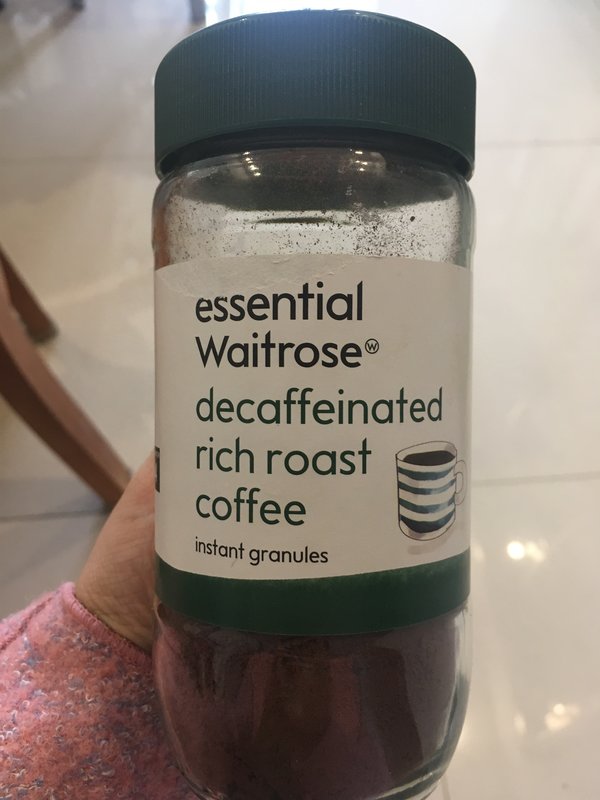 essential
Waitrose
decaffeinated
rich roast
coffee
instant granules